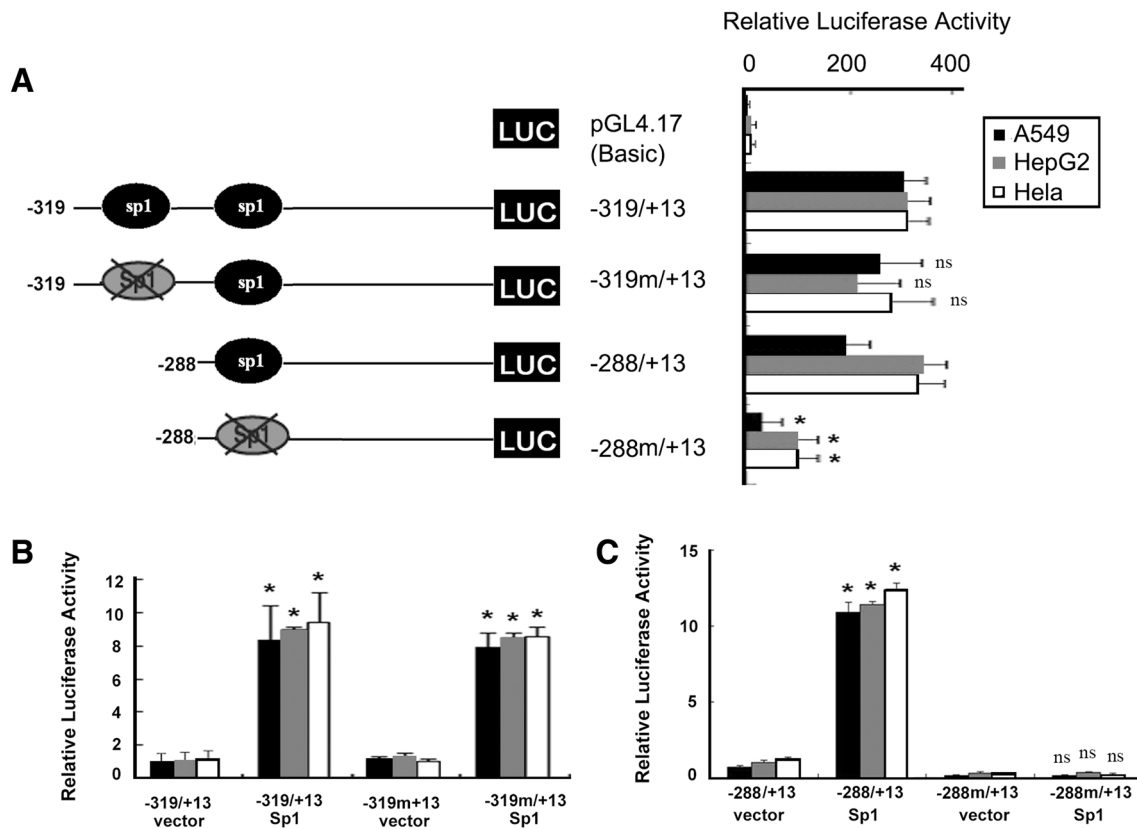 A
Relative Luciferase Activity
0 200 400
LUC pGL4.17
(Basic)
A549
HepG2
Hela
-319 sp1 sp1 LUC -319/+13
-319 Sp1 sp1 LUC -319m/+13
ns
ns
ns
-288 sp1 LUC -288/+13
-288 Sp1 LUC -288m/+13
*
*
*
B
Relative Luciferase Activity
12
10
8
6
4
2
0
* * *
* * *
-319/+13 vector
-319/+13 Sp1
-319m+13 vector
-319m/+13 Sp1
C
Relative Luciferase Activity
15
10
5
0
* * *
ns ns ns
-288/+13 vector
-288/+13 Sp1
-288m/+13 vector
-288m/+13 Sp1